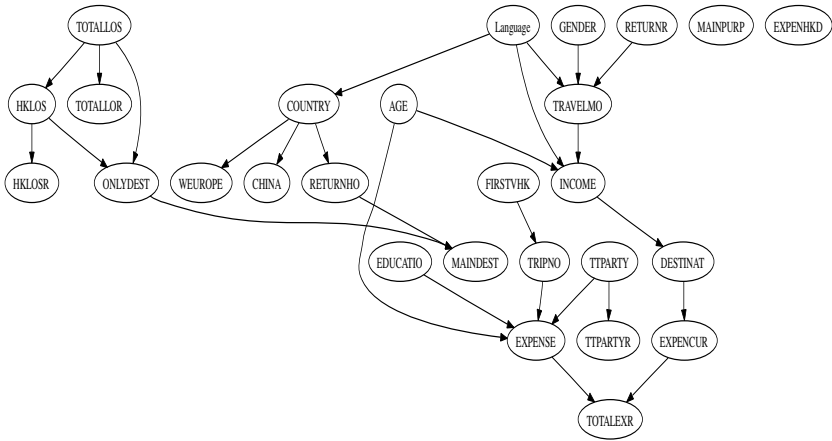 TOTALLOS
Language
GENDER
RETURNR
MAINPURP
EXPENHKD
HKLOS
TOTALLOR
COUNTRY
AGE
TRAVELMO
HKLOSR
ONLYDEST
WEUROPE
CHINA
RETURNHO
FIRSTVHK
INCOME
EDUCATIO
MAINDEST
TRIPNO
TTPARTY
DESTINAT
EXPENSE
TTPARTYR
EXPENCUR
TOTALEXR